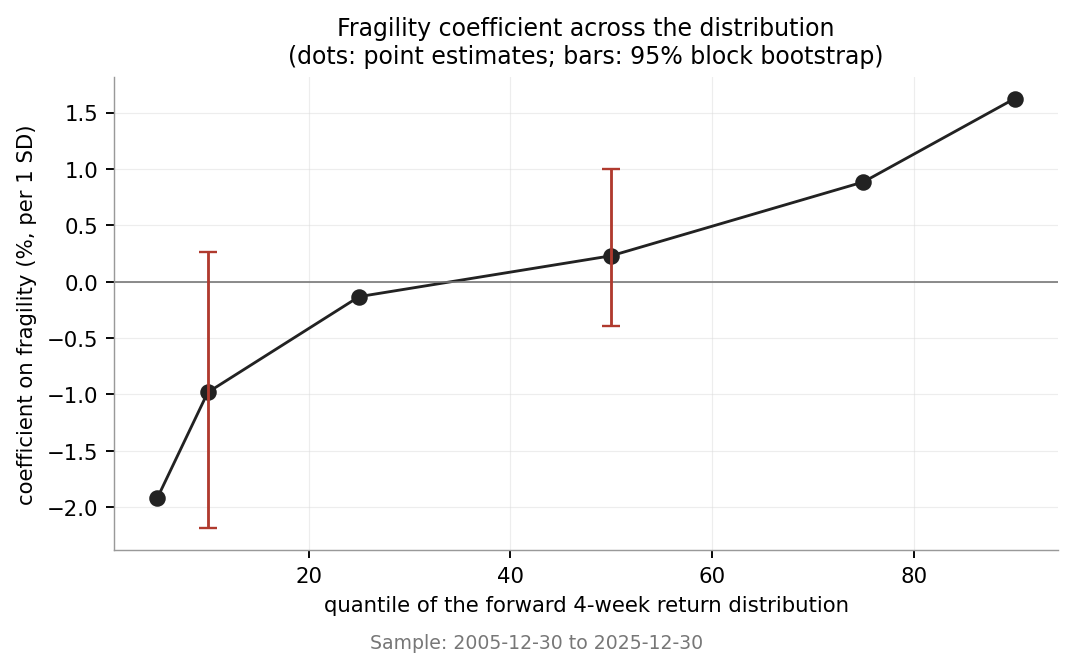 Fragility coefficient across the distribution
(dots: point estimates; bars: 95% block bootstrap)
coefficient on fragility (%, per 1 SD)
1.5
1.0
0.5
0.0
−0.5
−1.0
−1.5
−2.0
20 40 60 80
quantile of the forward 4-week return distribution
Sample: 2005-12-30 to 2025-12-30